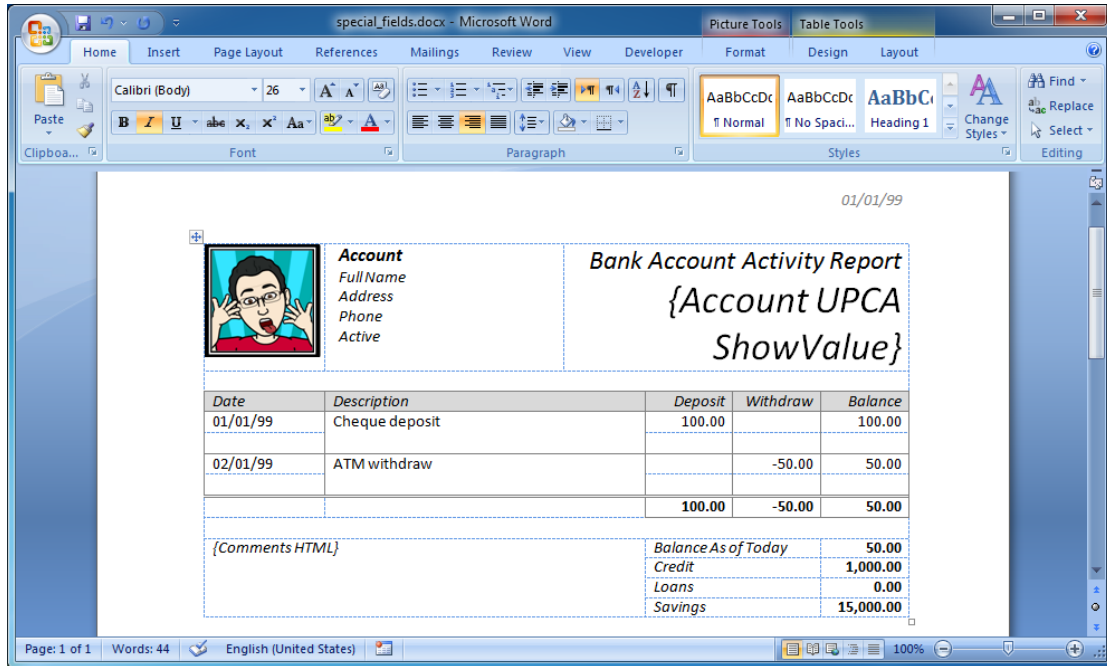 special_fields.docx - Microsoft Word
Picture Tools
Table Tools
Home Insert Page Layout References Mailings Review View Developer Format Design Layout
Paste
Clipboa...
Calibri (Body) 26
Font
Paragraph
AaBbCcDc AaBbCcDc AaBbC
¶ Normal ¶ No Spaci... Heading 1
Change
Styles
Styles
Find
Replace
Select
Editing
01/01/99
Account
Full Name
Address
Phone
Active
Bank Account Activity Report
{Account UPCA
ShowValue}
Date Description Deposit Withdraw Balance
01/01/99 Cheque deposit 100.00 100.00
02/01/99 ATM withdraw -50.00 50.00
100.00 -50.00 50.00
{Comments HTML}
Balance As of Today 50.00
Credit 1,000.00
Loans 0.00
Savings 15,000.00
Page: 1 of 1 Words: 44 English (United States) 100%